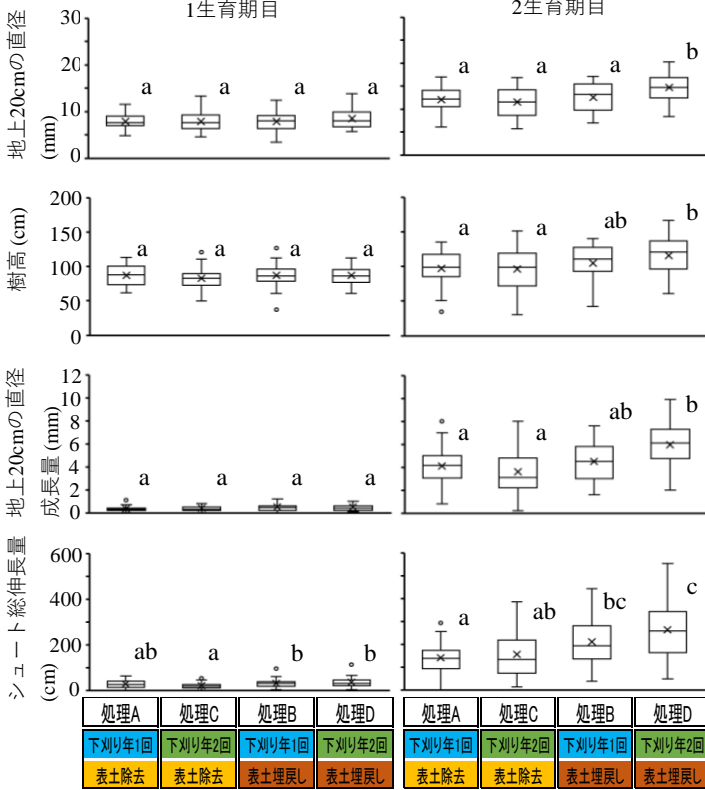 1生育期目
2生育期目
地上20cmの直径
(mm)
30
20
10
0
a
a
a
a
a
a
a
b
樹高 (cm)
200
150
100
50
0
a
a
a
a
a
a
ab
b
地上20cmの直径
成長量 (mm)
12
10
8
6
4
2
0
a
a
a
a
a
a
ab
b
シュート総伸長量
(cm)
600
400
200
0
ab
a
b
b
a
ab
bc
c
処理A 処理C 処理B 処理D 処理A 処理C 処理B 処理D
下刈り年1回 下刈り年2回 下刈り年1回 下刈り年2回 下刈り年1回 下刈り年2回 下刈り年1回 下刈り年2回
表土除去 表土除去 表土埋戻し 表土埋戻し 表土除去 表土除去 表土埋戻し 表土埋戻し